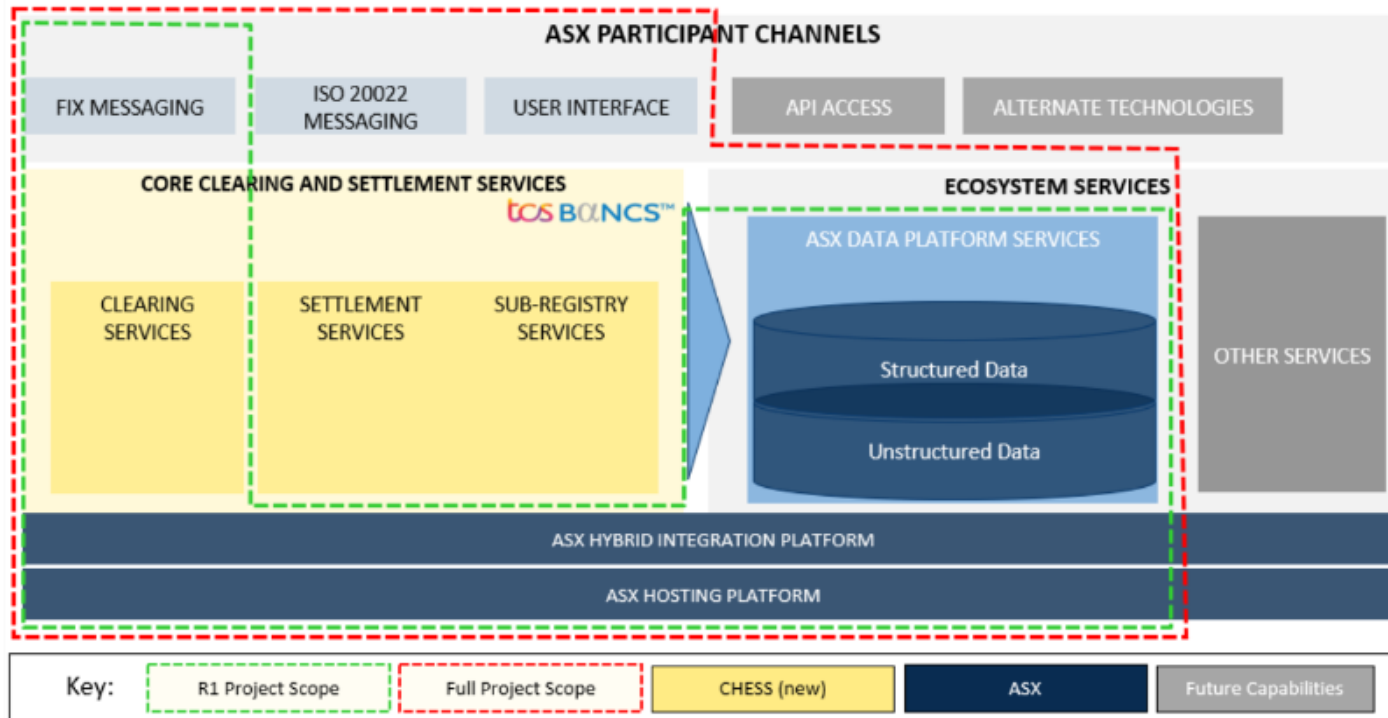 ASX PARTICIPANT CHANNELS
FIX MESSAGING
ISO 20022
MESSAGING
USER INTERFACE
API ACCESS
ALTERNATE TECHNOLOGIES
CORE CLEARING AND SETTLEMENT SERVICES
tcs BαNCS™
ECOSYSTEM SERVICES
CLEARING
SERVICES
SETTLEMENT
SERVICES
SUB-REGISTRY
SERVICES
ASX DATA PLATFORM SERVICES
Structured Data
Unstructured Data
OTHER SERVICES
ASX HYBRID INTEGRATION PLATFORM
ASX HOSTING PLATFORM
Key:
R1 Project Scope
Full Project Scope
CHESS (new)
ASX
Future Capabilities